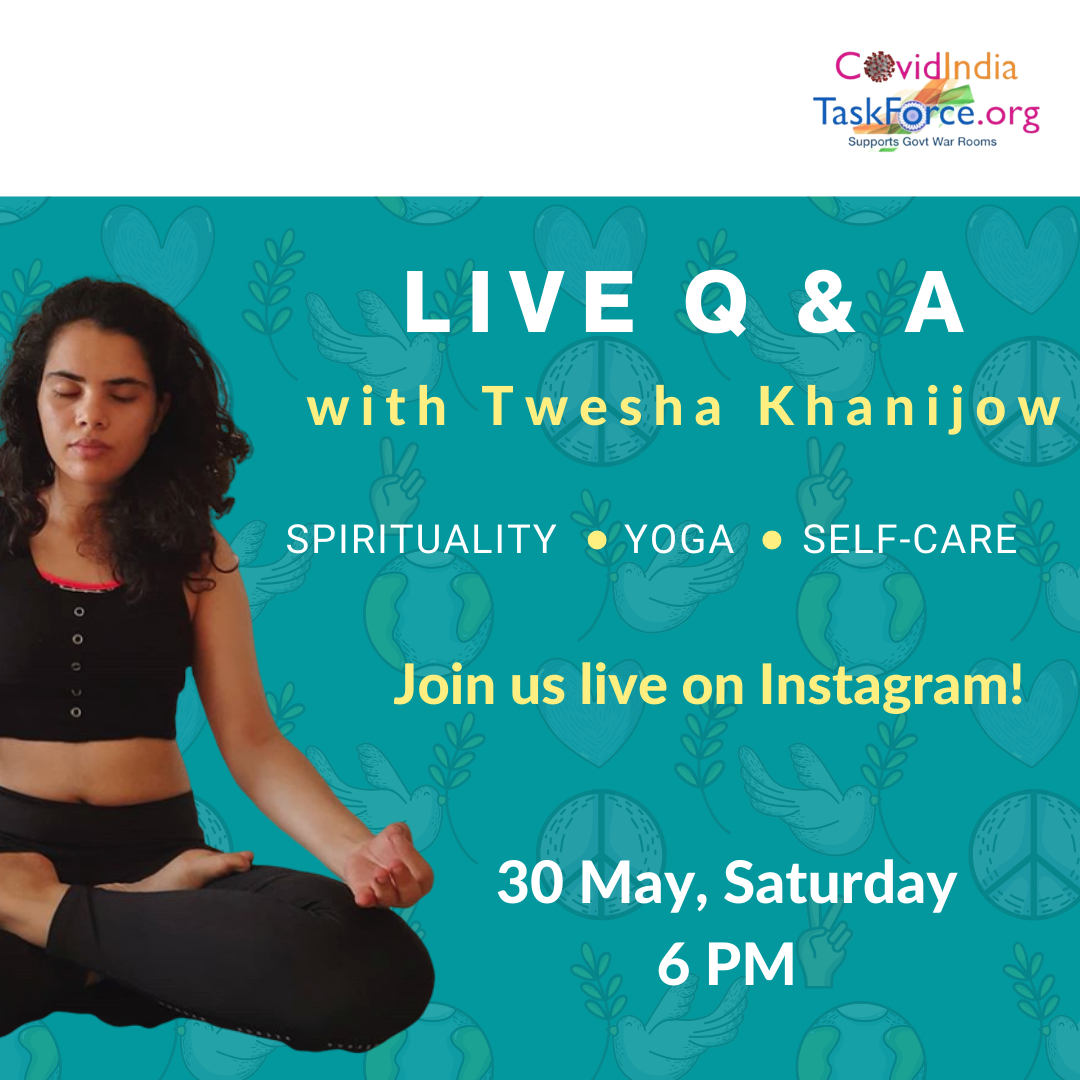 CovidIndia
TaskForce.org
Supports Govt War Rooms
LIVE Q & A
with Twesha Khanijow
SPIRITUALITY • YOGA • SELF-CARE
Join us live on Instagram!
30 May, Saturday
6 PM